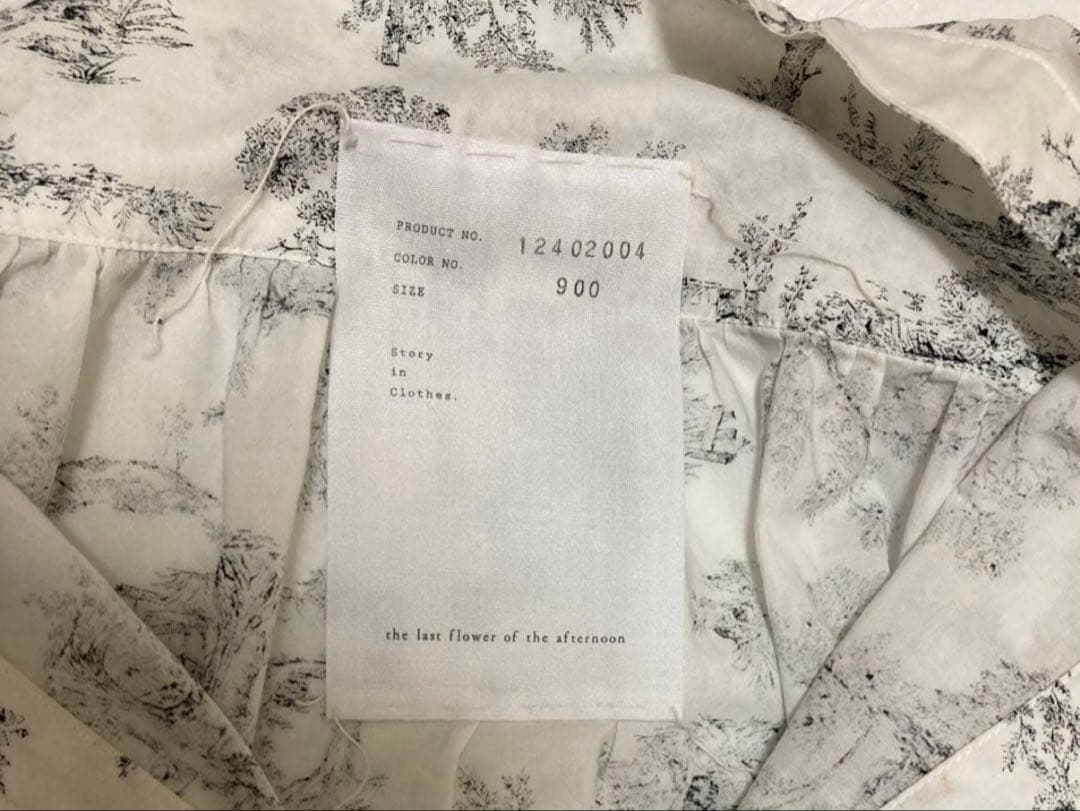 PRODUCT NO. 12402004
COLOR NO. 900
SIZE
Story
in
Clothes.
the last flower of the afternoon